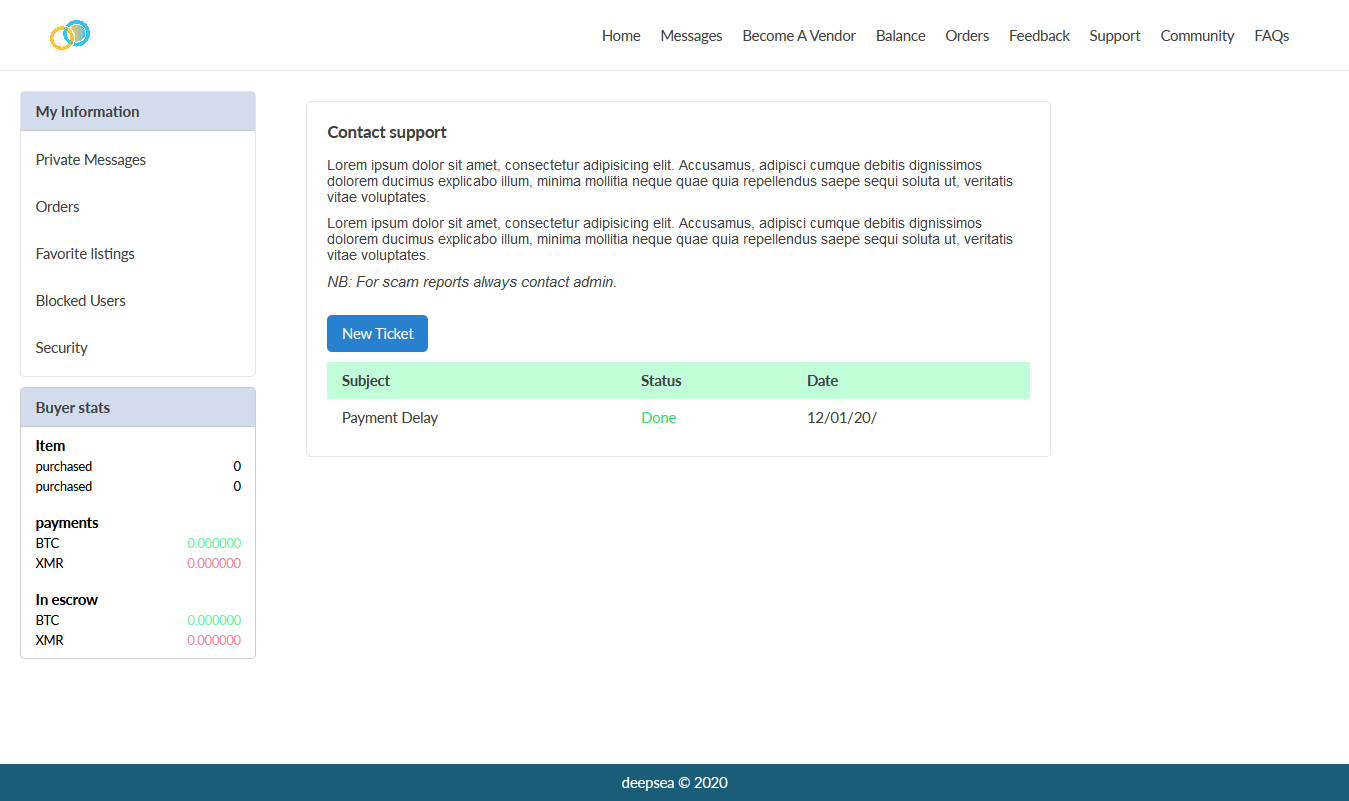 Home Messages Become A Vendor Balance Orders Feedback Support Community FAQs
My Information
Private Messages
Orders
Favorite listings
Blocked Users
Security
Buyer stats
Item
purchased 0
purchased 0
payments
BTC 0.000000
XMR 0.000000
In escrow
BTC 0.000000
XMR 0.000000
Contact support
Lorem ipsum dolor sit amet, consectetur adipisicing elit. Accusamus, adipisci cumque debitis dignissimos
dolorem ducimus explicabo illum, minima mollitia neque quae quia repellendus saepe sequi soluta ut, veritatis
vitae voluptates.
Lorem ipsum dolor sit amet, consectetur adipisicing elit. Accusamus, adipisci cumque debitis dignissimos
dolorem ducimus explicabo illum, minima mollitia neque quae quia repellendus saepe sequi soluta ut, veritatis
vitae voluptates.
NB: For scam reports always contact admin.
New Ticket
Subject Status Date
Payment Delay Done 12/01/20/
deepsea © 2020